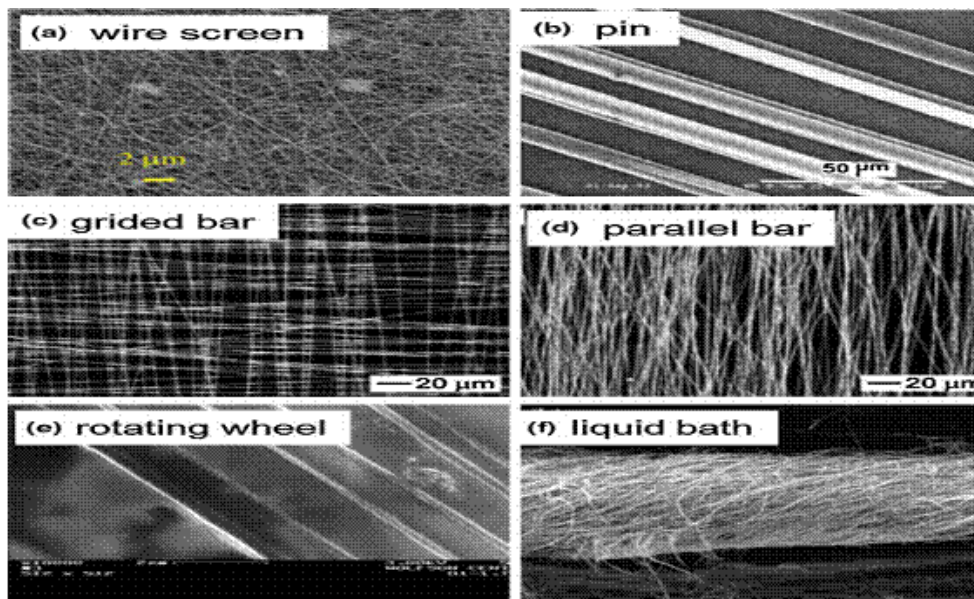 (a) wire screen
2 µm
(b) pin
50 µm
(c) grided bar
20 µm
(d) parallel bar
20 µm
(e) rotating wheel
(f) liquid bath